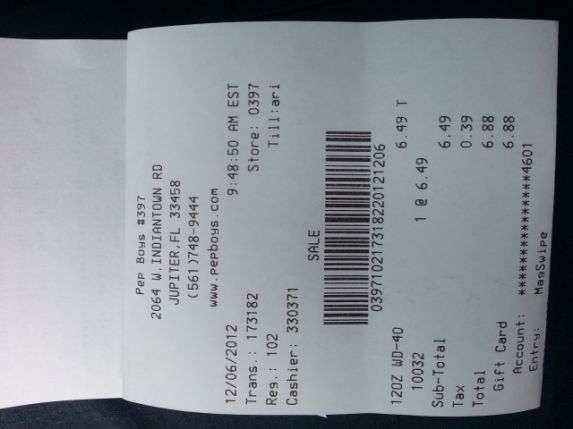 Pep Boys #397
2064 W.INDIANTOWN RD
JUPITER,FL 33458
(561)748-9444
www.pepboys.com
12/06/2012 9:48:50 AM EST
Trans.: 173182 Store: 0397
Reg.: 102 Till:ari
Cashier: 330371
SALE
039710217318220121206
12OZ WD-40 6.49 T
10032 1 @ 6.49
Sub-Total 6.49
Tax 0.39
Total 6.88
Gift Card 6.88
Account: ****************4601
Entry: MagSwipe